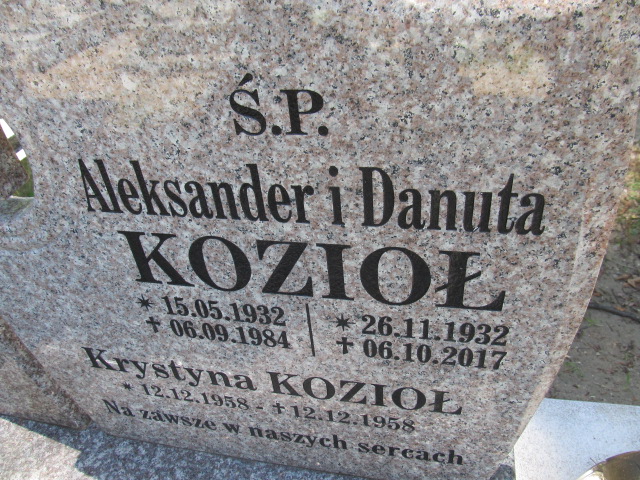 Ś.P.
Aleksander i Danuta
KOZIOŁ
* 15.05.1932 | * 26.11.1932
✝ 06.09.1984 | ✝ 06.10.2017
Krystyna KOZIOŁ
* 12.12.1958 - ✝ 12.12.1958
Na zawsze w naszych sercach